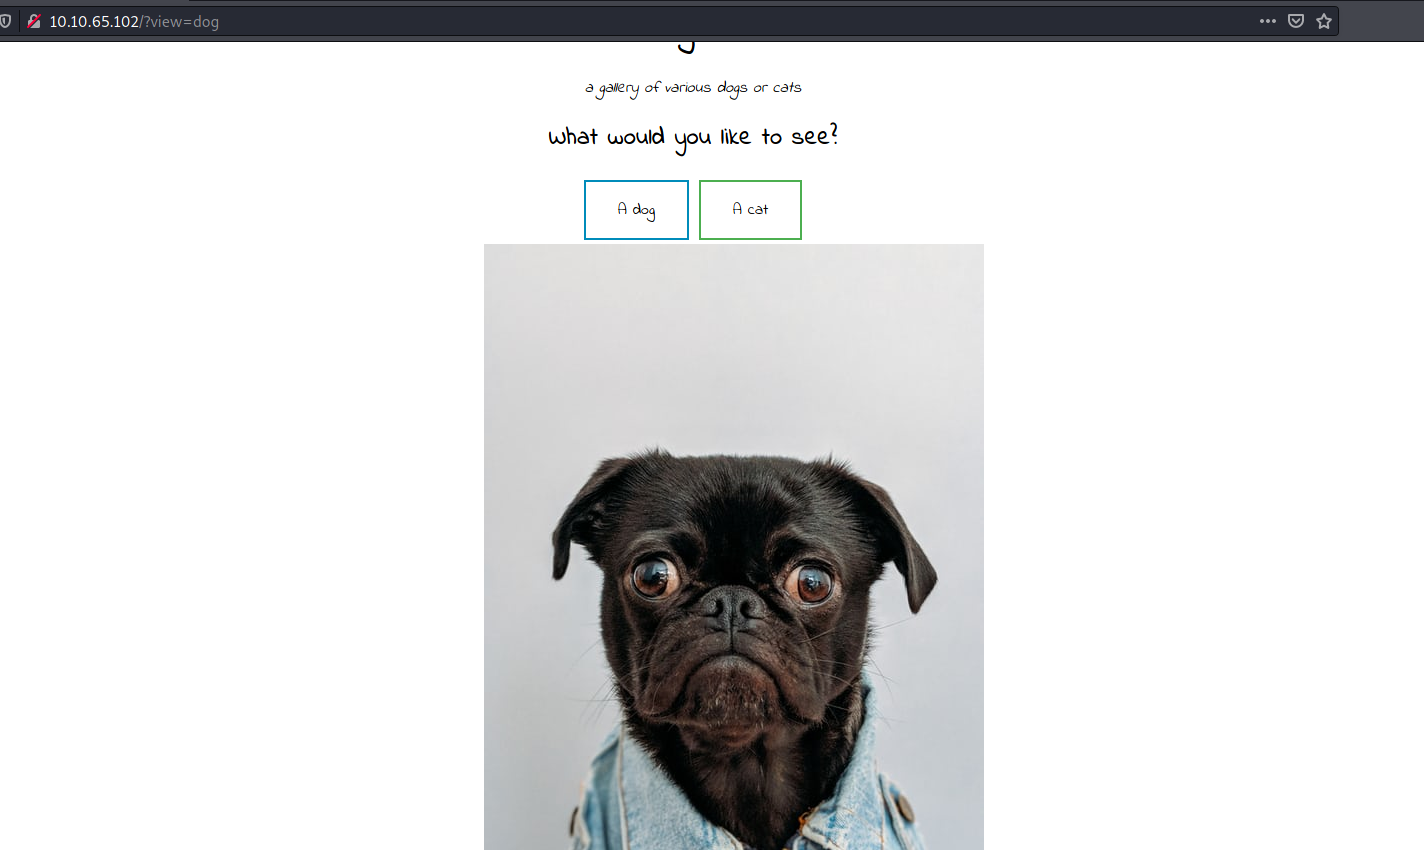 10.10.65.102/?view=dog
a gallery of various dogs or cats
What would you like to see?
A dog
A cat